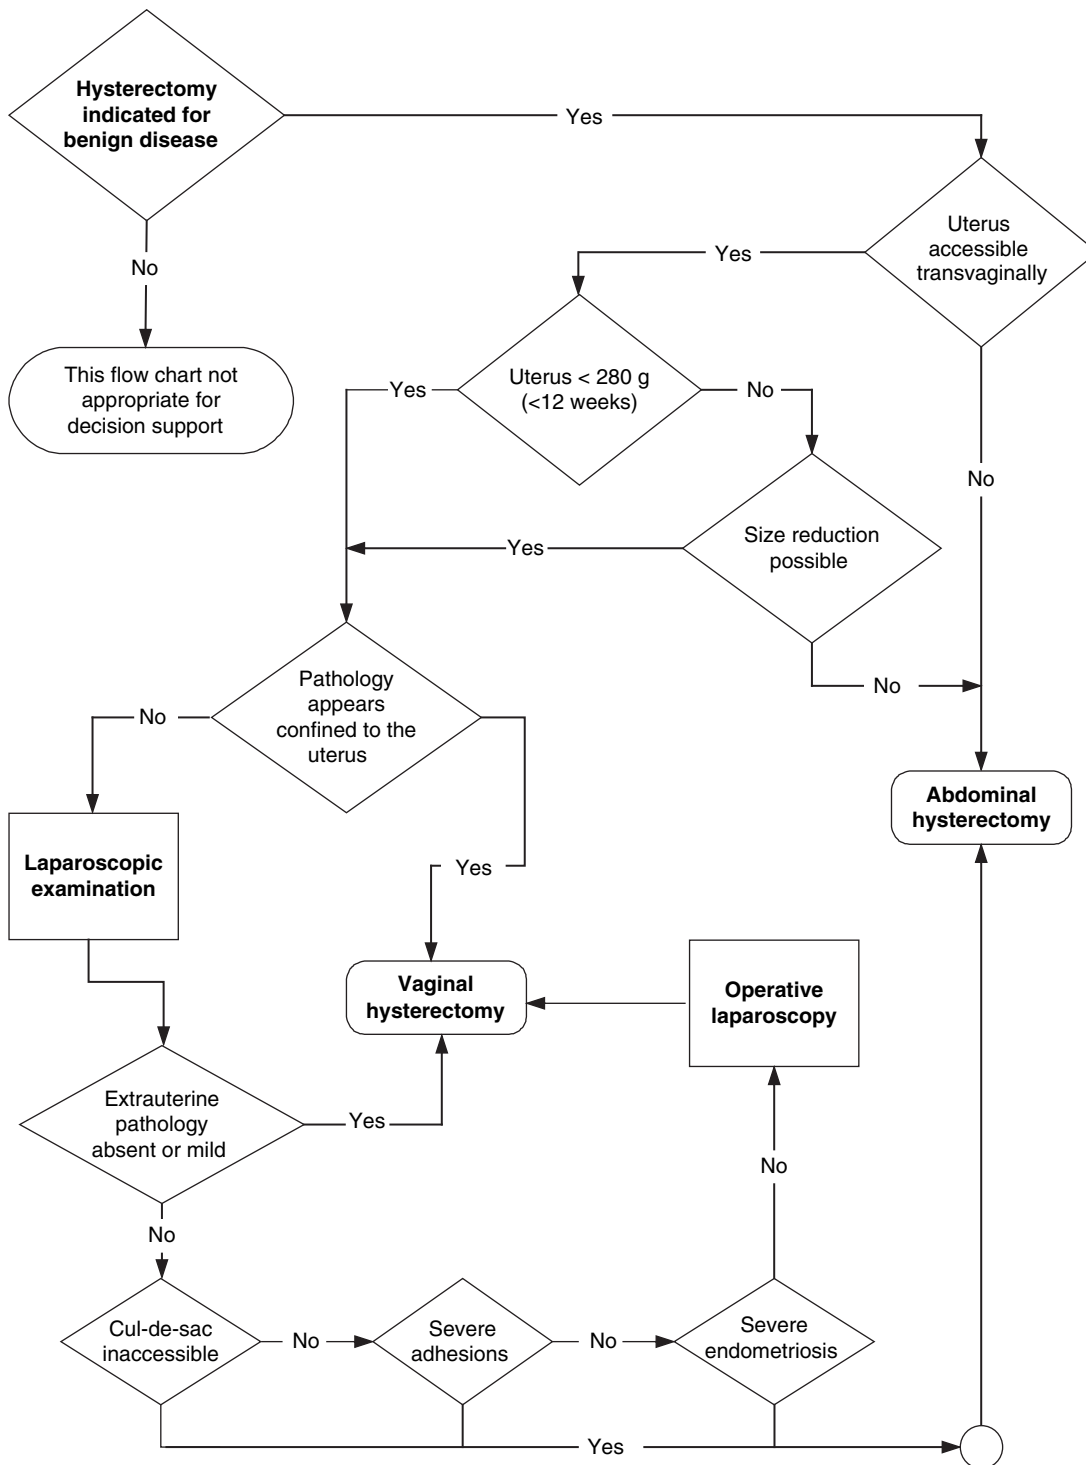 Hysterectomy
indicated for
benign disease
Yes
No
This flow chart not
appropriate for
decision support
Uterus
accessible
transvaginally
Yes
No
Uterus < 280 g
(<12 weeks)
Yes
No
Size reduction
possible
Yes
No
Pathology
appears
confined to the
uterus
No
Yes
Abdominal
hysterectomy
Laparoscopic
examination
Vaginal
hysterectomy
Operative
laparoscopy
Extrauterine
pathology
absent or mild
Yes
No
No
Cul-de-sac
inaccessible
No
Severe
adhesions
No
Severe
endometriosis
Yes